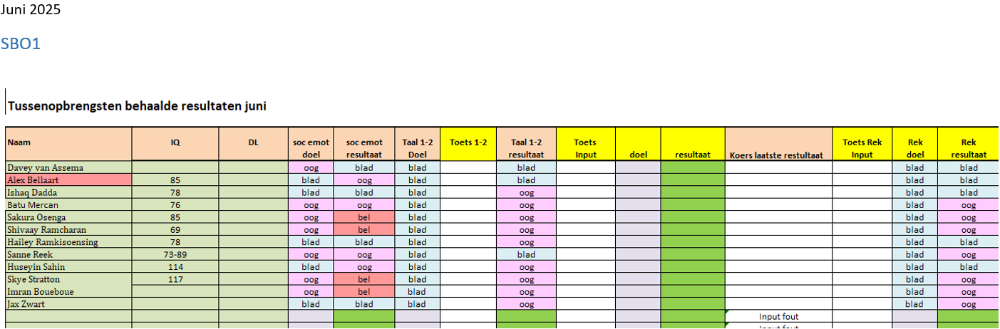 Juni 2025
SBO1
Tussenopbrengsten behaalde resultaten juni
Naam IQ DL soc emot doel soc emot resultaat Taal 1-2 Doel Toets 1-2 Taal 1-2 resultaat Toets Input doel resultaat Koers laatste restultaat Toets Rek Input Rek doel Rek resultaat
Davey van Assema oog blad blad blad blad blad
Alex Bellaart 85 blad oog blad blad blad blad
Ishaq Dadda 78 blad blad blad oog blad blad
Batu Mercan 76 oog oog blad oog blad oog
Sakura Osenga 85 oog bel blad oog blad oog
Shivaay Ramcharan 69 oog bel blad oog blad oog
Hailey Ramkisoensing 78 blad blad blad oog blad blad
Sanne Reek 73-89 oog oog blad blad blad oog
Huseyin Sahin 114 blad oog blad oog blad blad
Skye Stratton 117 oog bel blad oog blad oog
Imran Boueboue oog bel blad oog blad oog
Jax Zwart blad blad blad oog blad oog
Input fout
Input fout